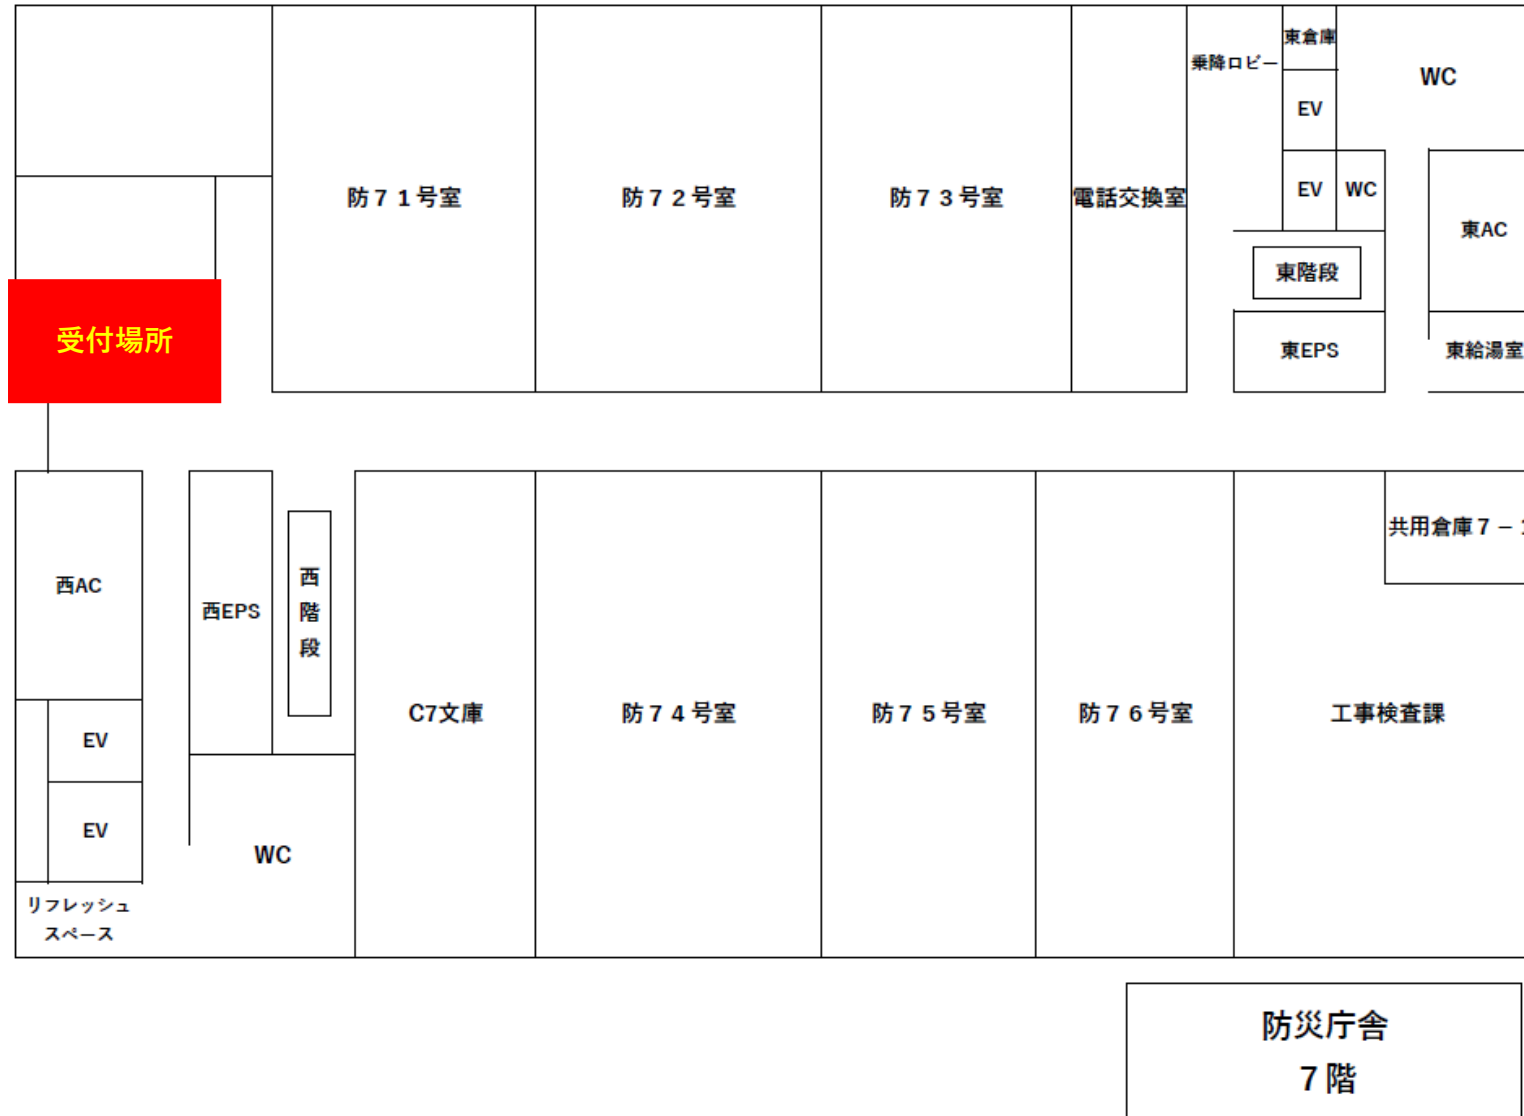 東倉庫
乗降ロビー
WC
EV
防７１号室
防７２号室
防７３号室
電話交換室
EV
WC
東AC
東階段
受付場所
東EPS
東給湯室
共用倉庫７－
西AC
西EPS
西
階
段
C7文庫
防７４号室
防７５号室
防７６号室
工事検査課
EV
EV
WC
リフレッシュ
スペース
防災庁舎
７階